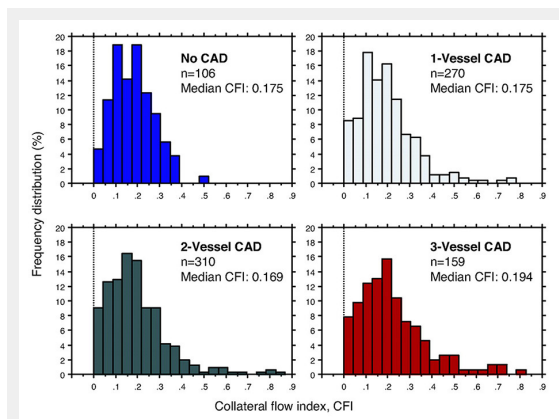 No CAD
n=106
Median CFI: 0.175
20
18
16
14
12
10
8
6
4
2
0
0 .1 .2 .3 .4 .5 .6 .7 .8 .9
1-Vessel CAD
n=270
Median CFI: 0.175
20
18
16
14
12
10
8
6
4
2
0
0 .1 .2 .3 .4 .5 .6 .7 .8 .9
Frequency distribution (%)
2-Vessel CAD
n=310
Median CFI: 0.169
20
18
16
14
12
10
8
6
4
2
0
0 .1 .2 .3 .4 .5 .6 .7 .8 .9
3-Vessel CAD
n=159
Median CFI: 0.194
20
18
16
14
12
10
8
6
4
2
0
0 .1 .2 .3 .4 .5 .6 .7 .8 .9
Collateral flow index, CFI